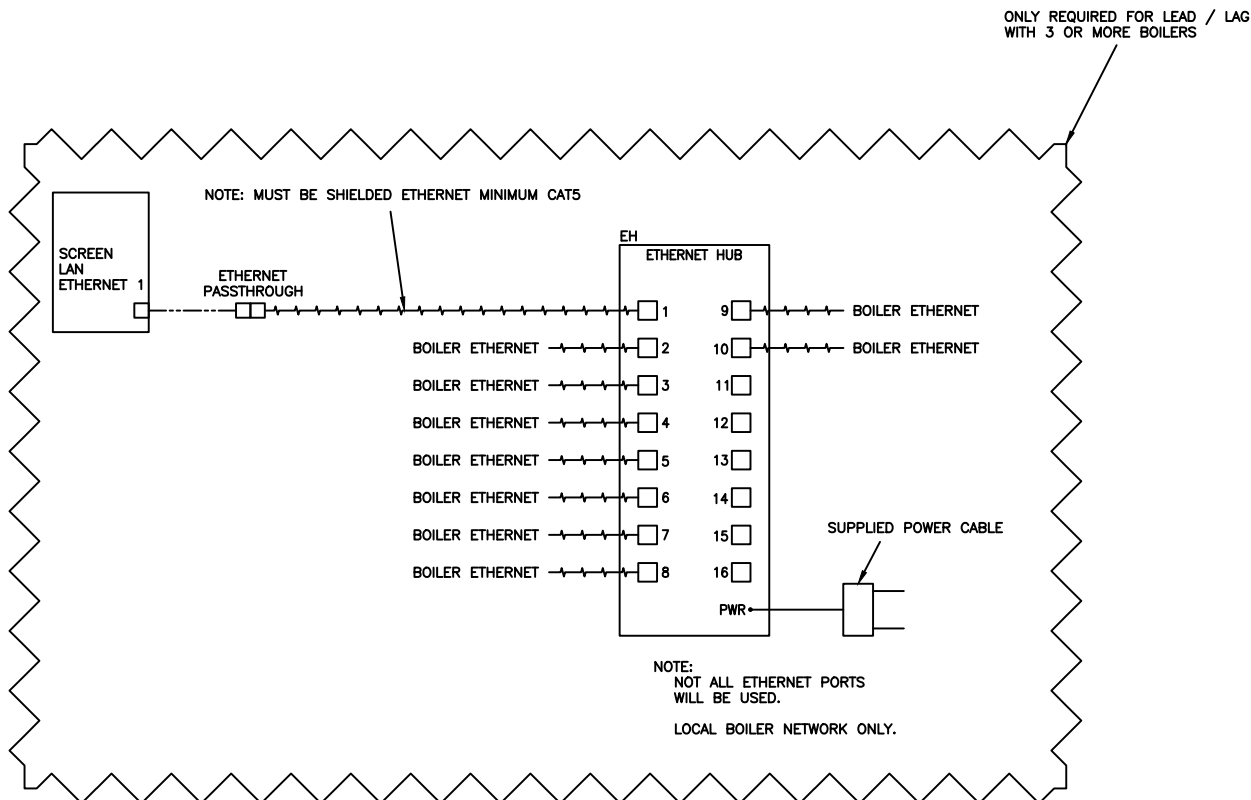 ONLY REQUIRED FOR LEAD / LAG
WITH 3 OR MORE BOILERS
NOTE: MUST BE SHIELDED ETHERNET MINIMUM CAT5
SCREEN
LAN
ETHERNET 1
ETHERNET
PASSTHROUGH
EH
ETHERNET HUB
1
9
BOILER ETHERNET
BOILER ETHERNET
2
10
BOILER ETHERNET
BOILER ETHERNET
3
11
BOILER ETHERNET
4
12
BOILER ETHERNET
5
13
BOILER ETHERNET
6
14
BOILER ETHERNET
7
15
BOILER ETHERNET
8
16
SUPPLIED POWER CABLE
PWR
NOTE:
NOT ALL ETHERNET PORTS
WILL BE USED.
LOCAL BOILER NETWORK ONLY.